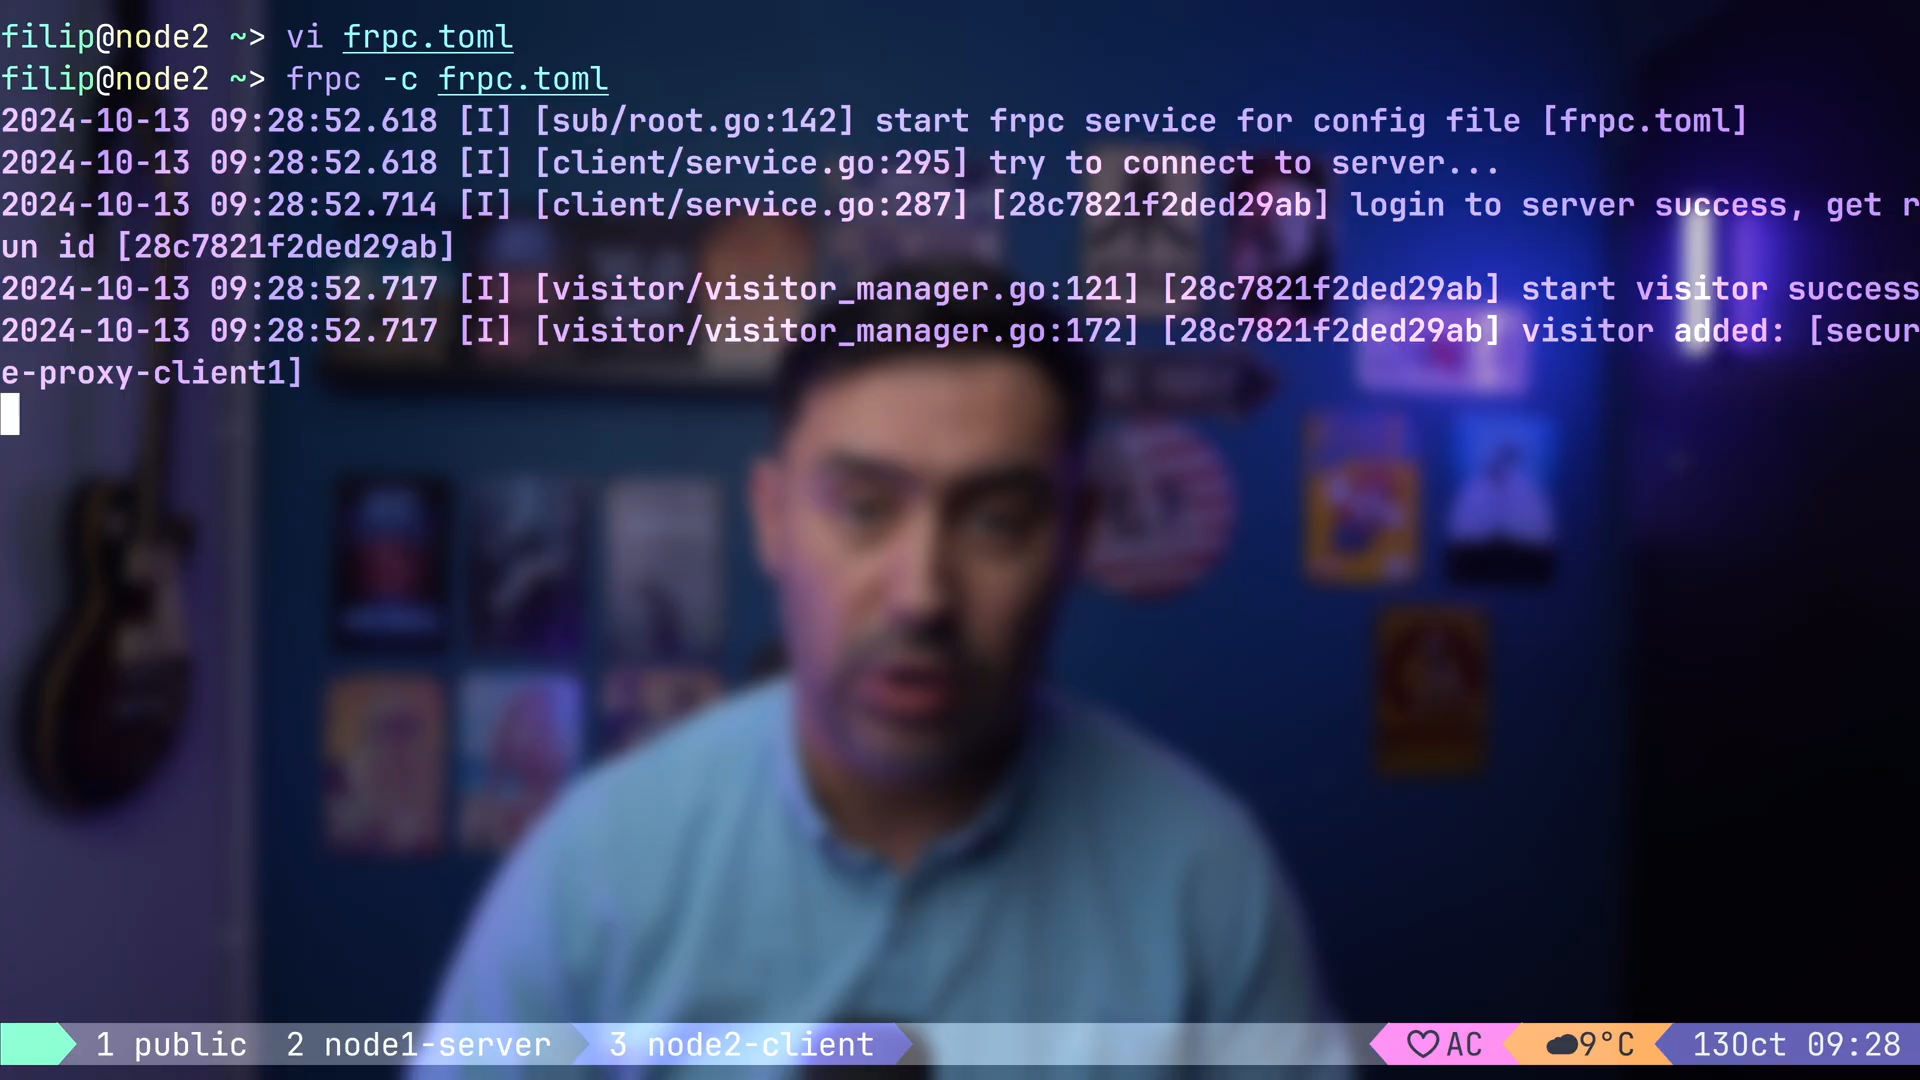 filip@node2 ~> vi frpc.toml
filip@node2 ~> frpc -c frpc.toml
2024-10-13 09:28:52.618 [I] [sub/root.go:142] start frpc service for config file [frpc.toml]
2024-10-13 09:28:52.618 [I] [client/service.go:295] try to connect to server...
2024-10-13 09:28:52.714 [I] [client/service.go:287] [28c7821f2ded29ab] login to server success, get r
un id [28c7821f2ded29ab]
2024-10-13 09:28:52.717 [I] [visitor/visitor_manager.go:121] [28c7821f2ded29ab] start visitor success
2024-10-13 09:28:52.717 [I] [visitor/visitor_manager.go:172] [28c7821f2ded29ab] visitor added: [secur
e-proxy-client1]
1 public 2 node1-server 3 node2-client ♡ AC 9°C 13Oct 09:28